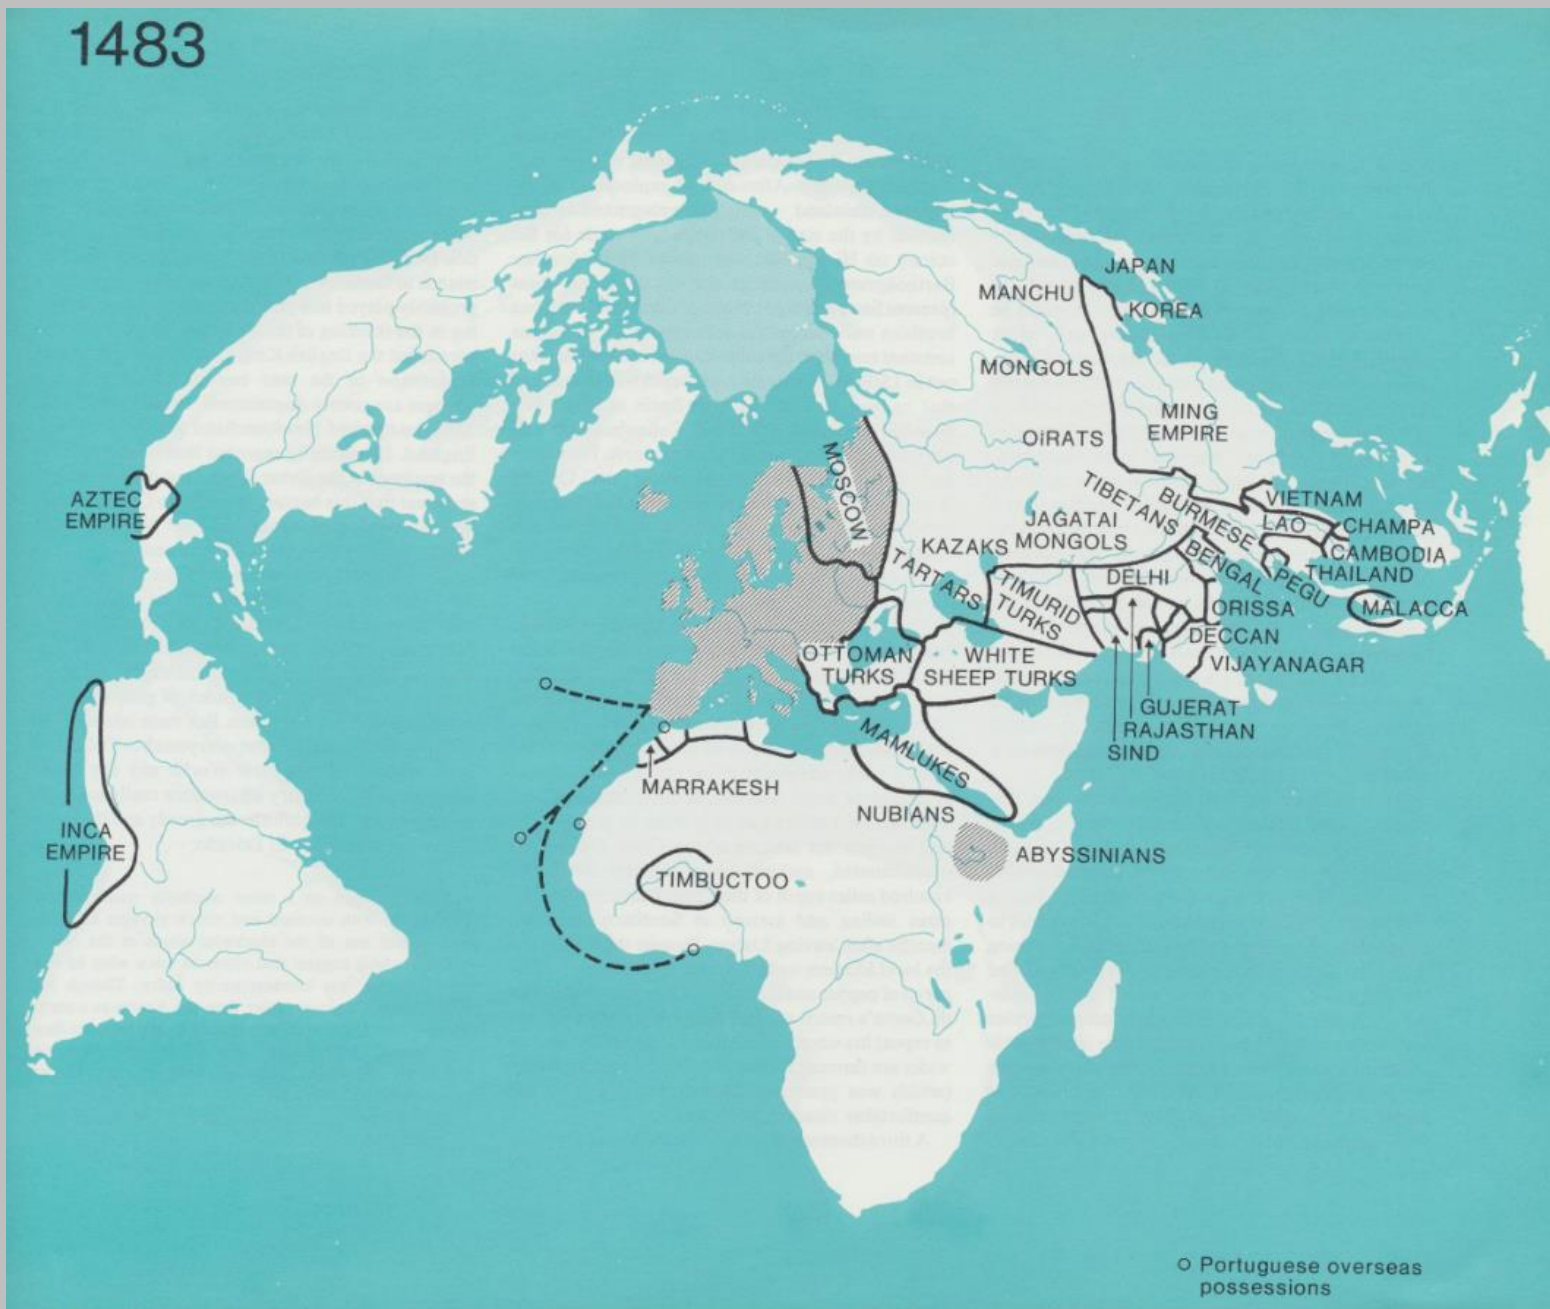 1483
JAPAN
MANCHU
KOREA
MONGOLS
MING
EMPIRE
OiRATS
MOSCOW
TIBETANS
BURMESE
VIETNAM
AZTEC
EMPIRE
LAO
CHAMPA
JAGATAI
MONGOLS
KAZAKS
CAMBODIA
TARTARS
BENGAL
THAILAND
DELHI
PEGU
TIMURID
TURKS
ORISSA
MALACCA
DECCAN
OTTOMAN
TURKS
WHITE
SHEEP TURKS
VIJAYANAGAR
GUJERAT
RAJASTHAN
SIND
MAMLUKES
MARRAKESH
NUBIANS
INCA
EMPIRE
ABYSSINIANS
TIMBUCTOO
Portuguese overseas
possessions